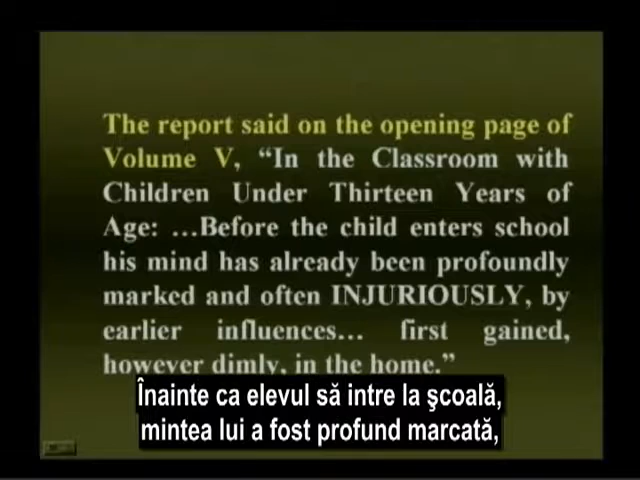 The report said on the opening page of
Volume V, “In the Classroom with
Children Under Thirteen Years of
Age: …Before the child enters school
his mind has already been profoundly
marked and often INJURIOUSLY, by
earlier influences… first gained,
however dimly, in the home.”
Înainte ca elevul să intre la şcoală,
mintea lui a fost profund marcată,